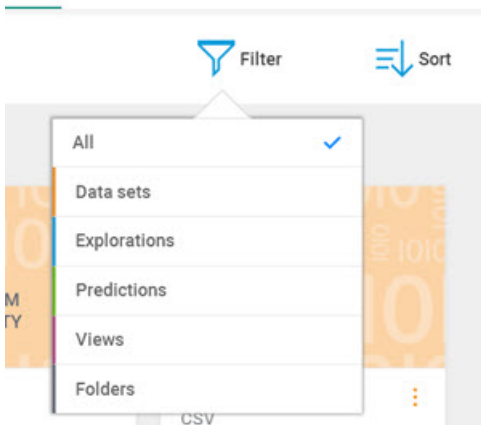 Filter
Sort
All
Data sets
Explorations
Predictions
M
TY
Views
Folders
CSV